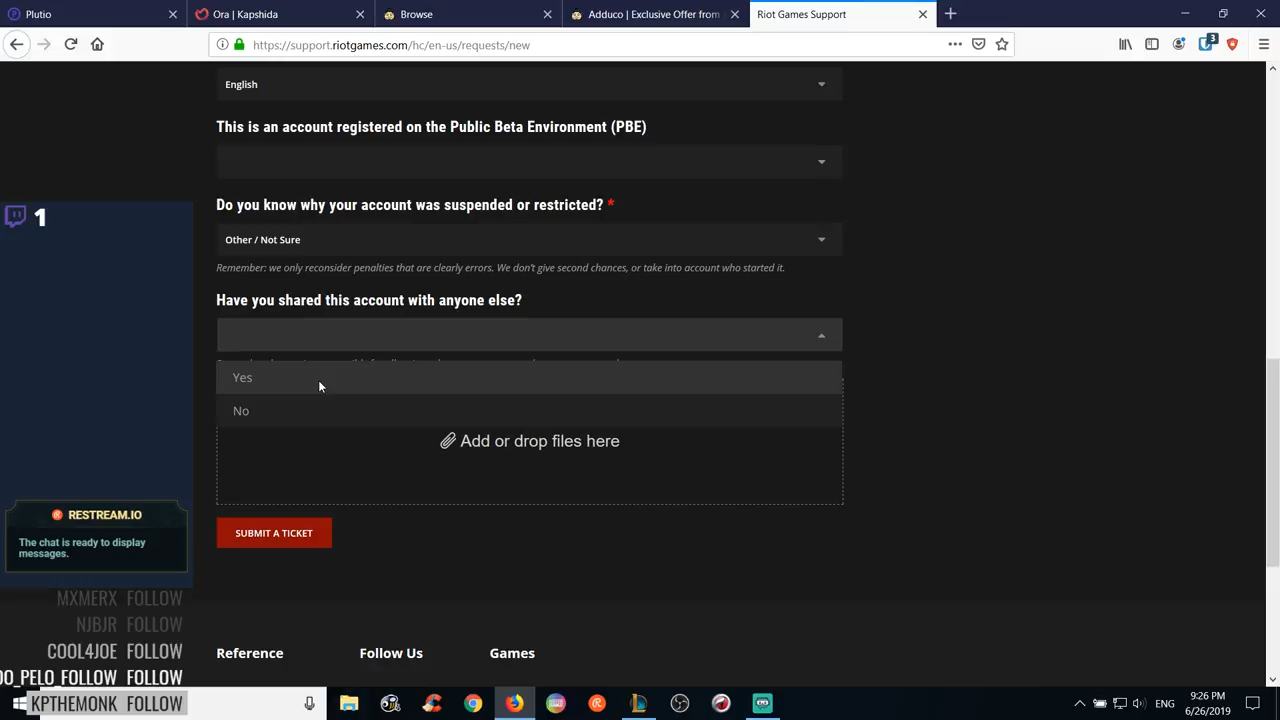 Plutio
Ora | Kapshida
Browse
Adduco | Exclusive Offer from
Riot Games Support
https://support.riotgames.com/hc/en-us/requests/new
3
English
This is an account registered on the Public Beta Environment (PBE)
Do you know why your account was suspended or restricted? *
Other / Not Sure
Remember: we only reconsider penalties that are clearly errors. We don't give second chances, or take into account who started it.
Have you shared this account with anyone else?
Yes
No
Add or drop files here
SUBMIT A TICKET
1
RESTREAM.IO
The chat is ready to display
messages.
MXMERX FOLLOW
NJBJR FOLLOW
COOL4JOE FOLLOW
OO_PELO_FOLLOW FOLLOW
KPTHEMONK FOLLOW
Reference
Follow Us
Games
ENG
9:26 PM
6/26/2019